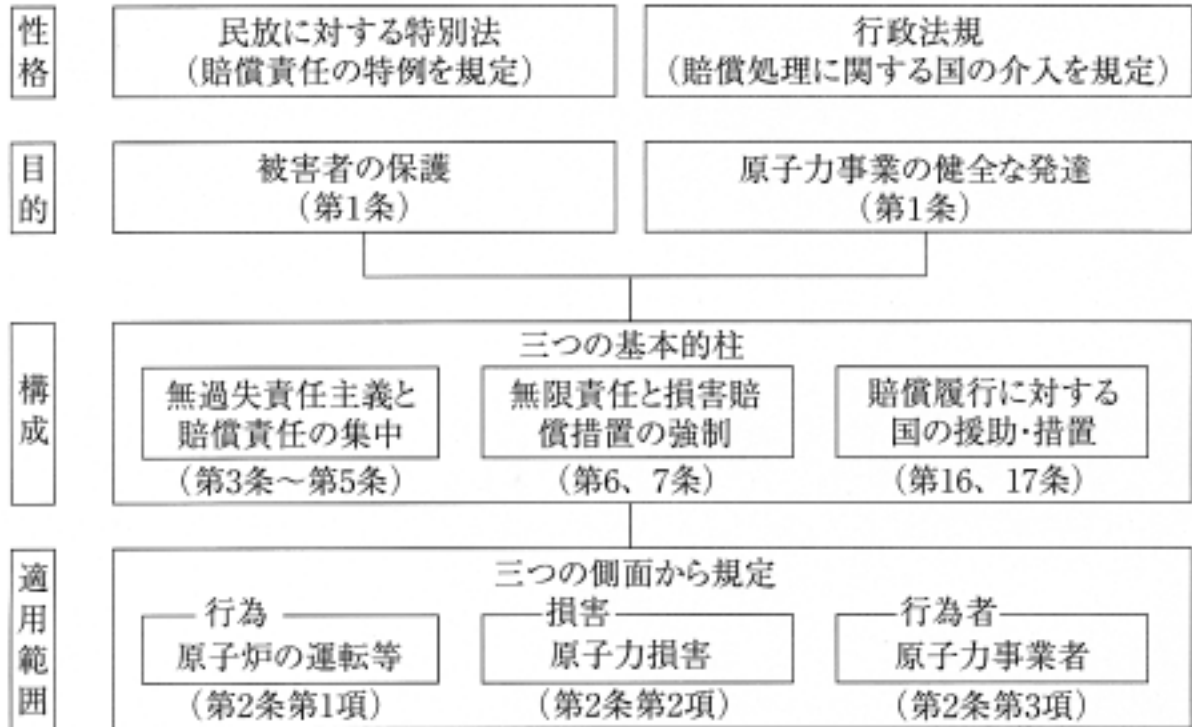 性格
民放に対する特別法
(賠償責任の特例を規定)
行政法規
(賠償処理に関する国の介入を規定)
目的
被害者の保護
(第1条)
原子力事業の健全な発達
(第1条)
構成
三つの基本的柱
無過失責任主義と
賠償責任の集中
(第3条～第5条)
無限責任と損害賠
償措置の強制
(第6、7条)
賠償履行に対する
国の援助・措置
(第16、17条)
適用範囲
三つの側面から規定
行為
原子炉の運転等
(第2条第1項)
損害
原子力損害
(第2条第2項)
行為者
原子力事業者
(第2条第3項)